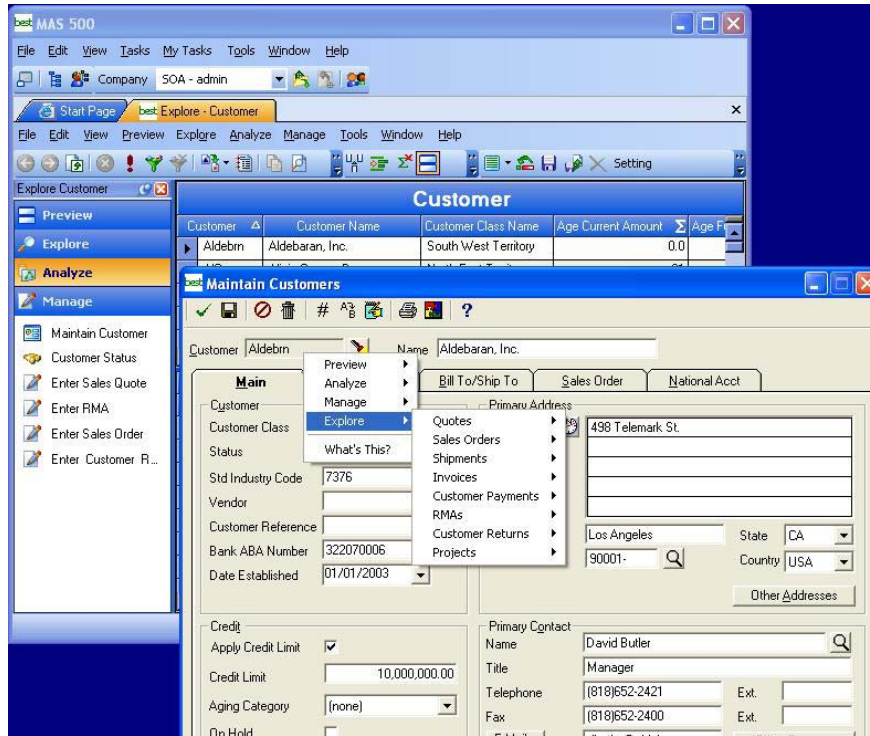 best MAS 500
File Edit View Tasks My Tasks Tools Window Help
Company SOA - admin
Start Page best Explore - Customer
File Edit View Preview Explore Analyze Manage Tools Window Help
Setting
Explore Customer
Customer
Preview
Customer Customer Name Customer Class Name Age Current Amount Σ
Explore
Aldebrn Aldebaran, Inc. South West Territory 0.0
Analyze
best Maintain Customers
Manage
Maintain Customer
Customer Aldebrn Name Aldebaran, Inc.
Customer Status
Preview
Enter Sales Quote
Main Analyze Bill To/Ship To Sales Order National Acct
Enter RMA
Manage
Customer Primary Address
Enter Sales Order
Customer Class Explore Quotes 498 Telemark St.
Enter Customer R...
Sales Orders
Status What's This? Shipments
Std Industry Code 7376 Invoices
Vendor Customer Payments
RMAs
Customer Reference Customer Returns Los Angeles State CA
Bank ABA Number 322070006 Projects 90001- Country USA
Date Established 01/01/2003
Other Addresses
Credit Primary Contact
Apply Credit Limit Name David Butler
Credit Limit 10,000,000.00 Title Manager
Aging Category (none) Telephone (818)652-2421 Ext.
Fax (818)652-2400 Ext.
On Hold